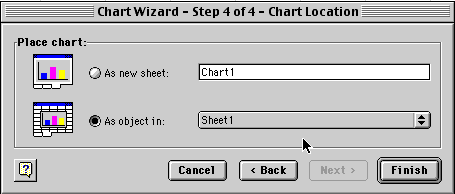 Chart Wizard - Step 4 of 4 - Chart Location
Place chart:
As new sheet: Chart1
As object in: Sheet1
? Cancel < Back Next > Finish